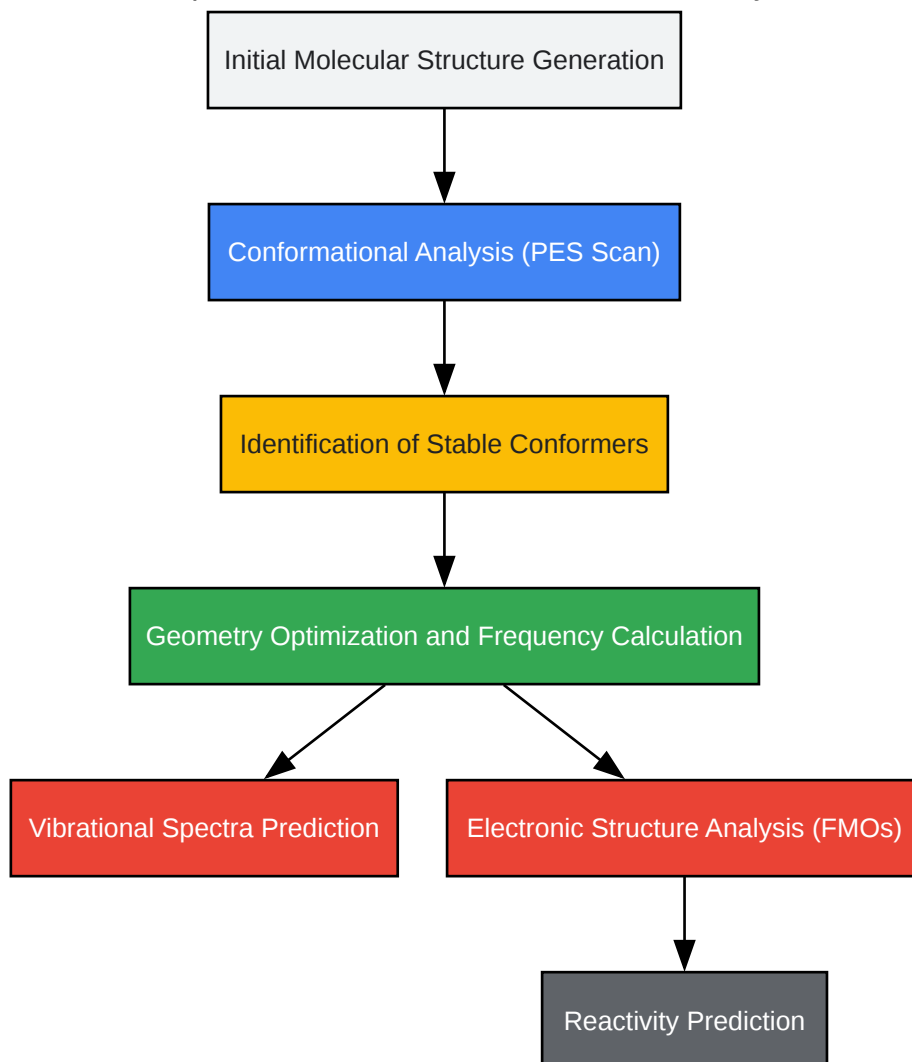 Initial Molecular Structure Generation
Conformational Analysis (PES Scan)
Identification of Stable Conformers
Geometry Optimization and Frequency Calculation
Vibrational Spectra Prediction
Electronic Structure Analysis (FMOs)
Reactivity Prediction